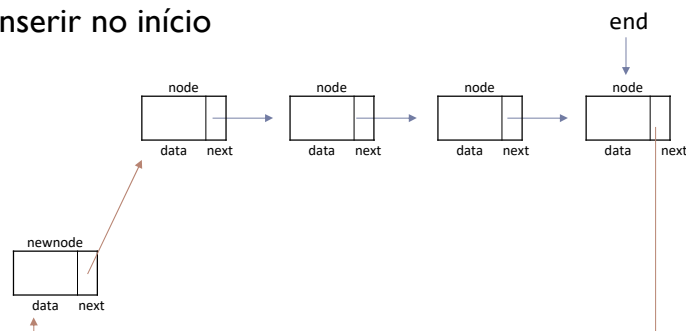 nserir no início
end
node node node node
data next data next data next data next
newnode
data next